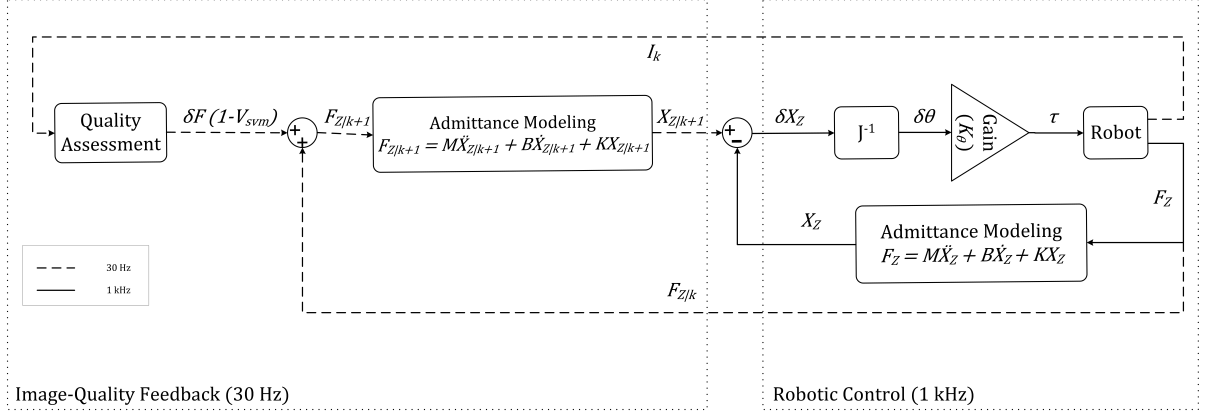 I_k
Quality
Assessment
δF (1-V_svm)
+
+
F_Z|k+1
Admittance Modeling
F_Z|k+1 = MẌ_Z|k+1 + BẊ_Z|k+1 + KX_Z|k+1
X_Z|k+1
+
−
δX_Z
J⁻¹
δθ
Gain
(K_θ)
τ
Robot
F_Z
X_Z
Admittance Modeling
F_Z = MẌ_Z + BẊ_Z + KX_Z
30 Hz
1 kHz
F_Z|k
Image-Quality Feedback (30 Hz)
Robotic Control (1 kHz)